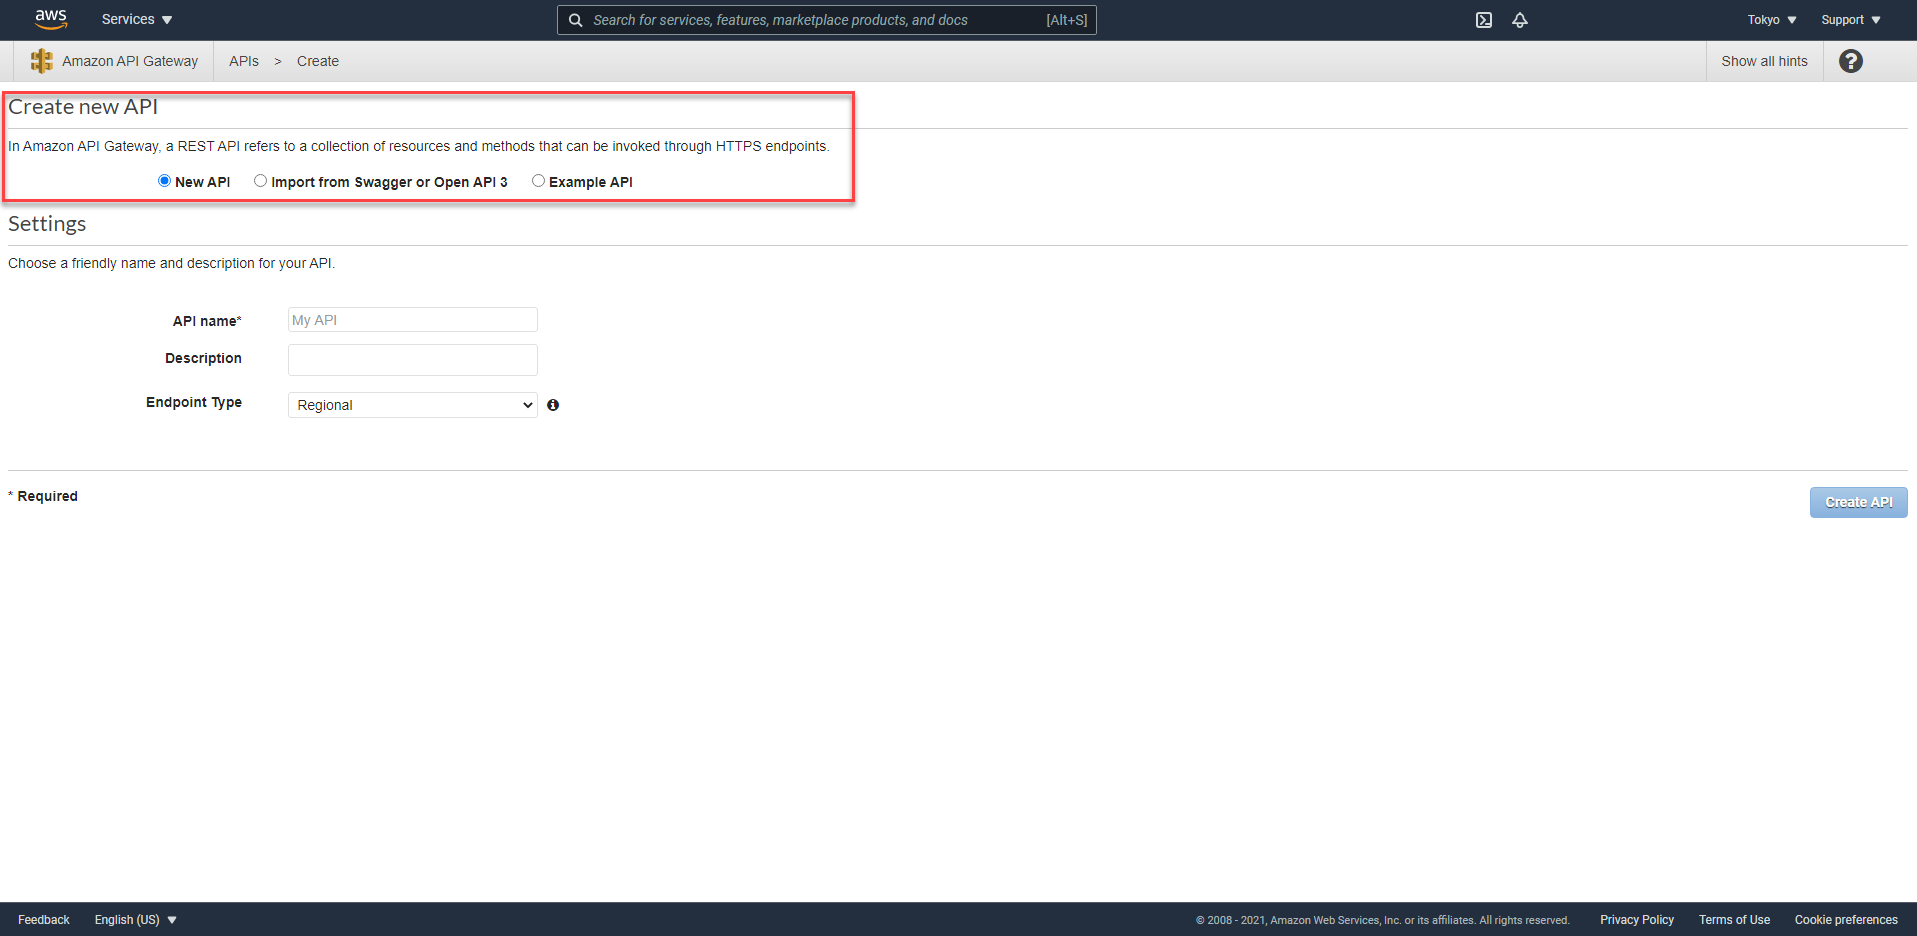 aws
Services
Search for services, features, marketplace products, and docs [Alt+S]
Tokyo
Support
Amazon API Gateway
APIs > Create
Show all hints
?
Create new API
In Amazon API Gateway, a REST API refers to a collection of resources and methods that can be invoked through HTTPS endpoints.
New API Import from Swagger or Open API 3 Example API
Settings
Choose a friendly name and description for your API.
API name* My API
Description
Endpoint Type Regional
* Required
Create API
Feedback English (US) © 2008 - 2021, Amazon Web Services, Inc. or its affiliates. All rights reserved. Privacy Policy Terms of Use Cookie preferences